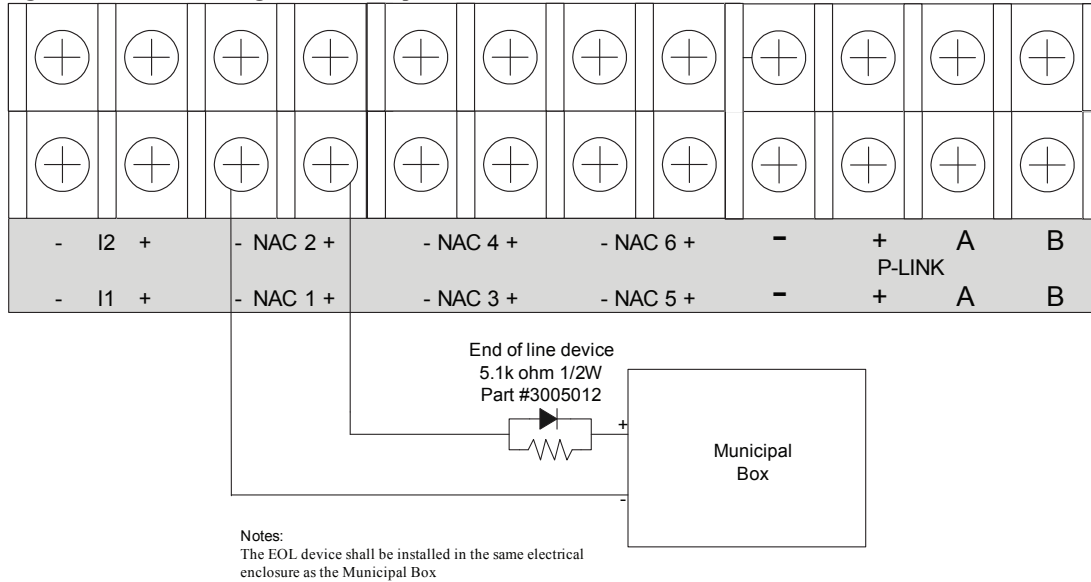 - I2 + - NAC 2 + - NAC 4 + - NAC 6 + - + A B
P-LINK
- I1 + - NAC 1 + - NAC 3 + - NAC 5 + - + A B
End of line device
5.1k ohm 1/2W
Part #3005012
+
Municipal
Box
-
Notes:
The EOL device shall be installed in the same electrical
enclosure as the Municipal Box